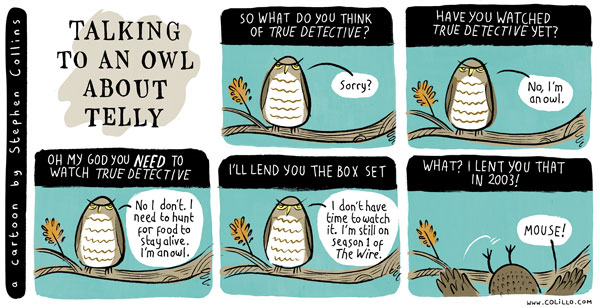 a cartoon by Stephen Collins
TALKING
TO AN OWL
ABOUT
TELLY
SO WHAT DO YOU THINK
OF TRUE DETECTIVE?
Sorry?
HAVE YOU WATCHED
TRUE DETECTIVE YET?
No, I'm
an owl.
OH MY GOD YOU NEED TO
WATCH TRUE DETECTIVE
No I don't. I
need to hunt
for food to
stay alive.
I'm an owl.
I'LL LEND YOU THE BOX SET
I don't have
time to watch
it. I'm still on
season 1 of
The Wire.
WHAT? I LENT YOU THAT
IN 2003!
MOUSE!
WWW.COLILLO.COM